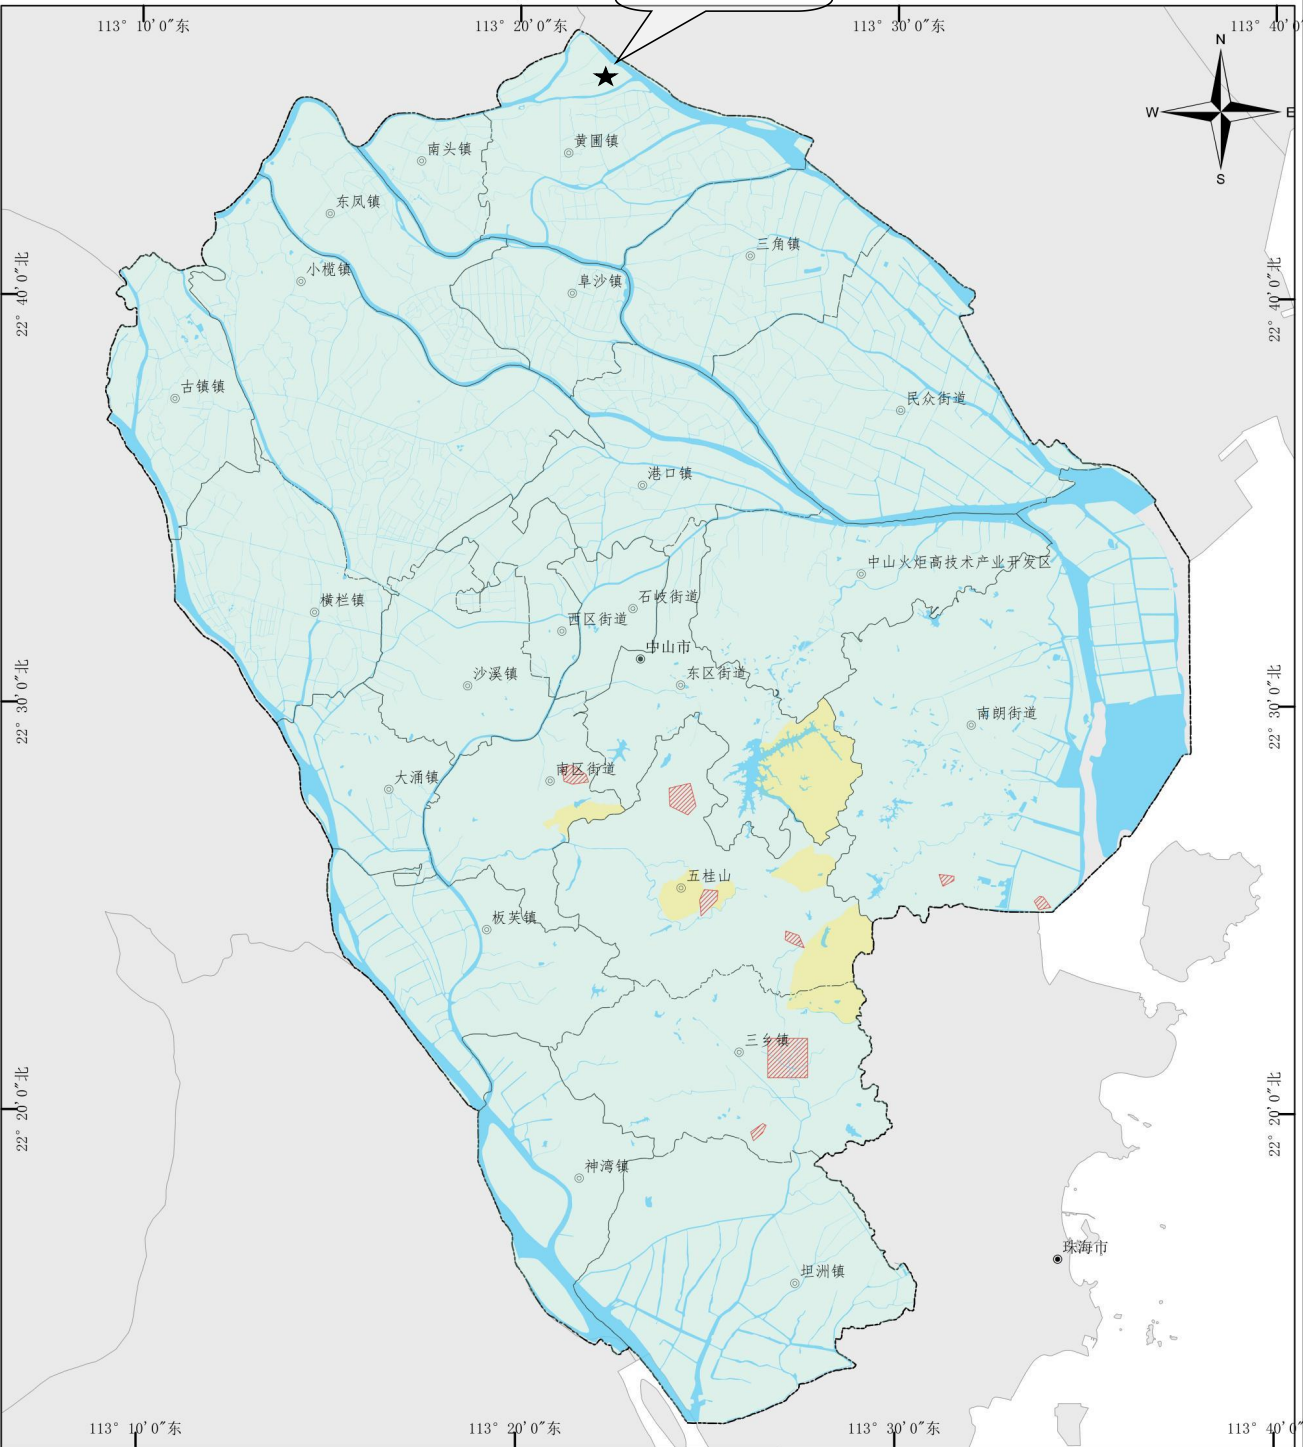 113° 10′0″东
113° 20′0″东
113° 30′0″东
113° 40′0
N
W
E
S
南头镇
黄圃镇
东凤镇
三角镇
小榄镇
阜沙镇
22° 40′0″北
22° 40′0″北
古镇镇
民众街道
港口镇
中山火炬高技术产业开发区
横栏镇
石岐街道
西区街道
中山市
沙溪镇
东区街道
22° 30′0″北
22° 30′0″北
南朗街道
大涌镇
南区街道
五桂山
板芙镇
三乡镇
22° 20′0″北
22° 20′0″北
神湾镇
珠海市
坦洲镇
113° 10′0″东
113° 20′0″东
113° 30′0″东
113° 40′0